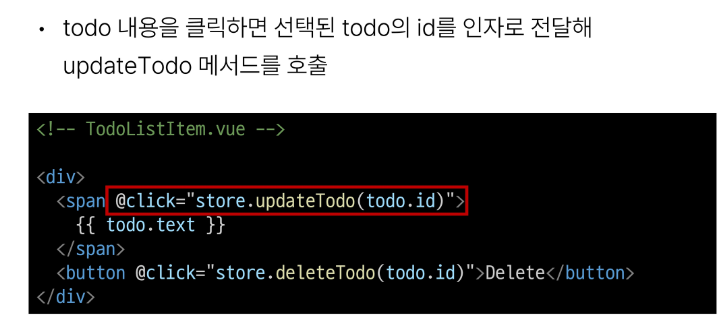 • todo 내용을 클릭하면 선택된 todo의 id를 인자로 전달해
updateTodo 메서드를 호출
<!-- TodoListItem.vue -->
<div>
  <span @click="store.updateTodo(todo.id)">
    {{ todo.text }}
  </span>
  <button @click="store.deleteTodo(todo.id)">Delete</button>
</div>